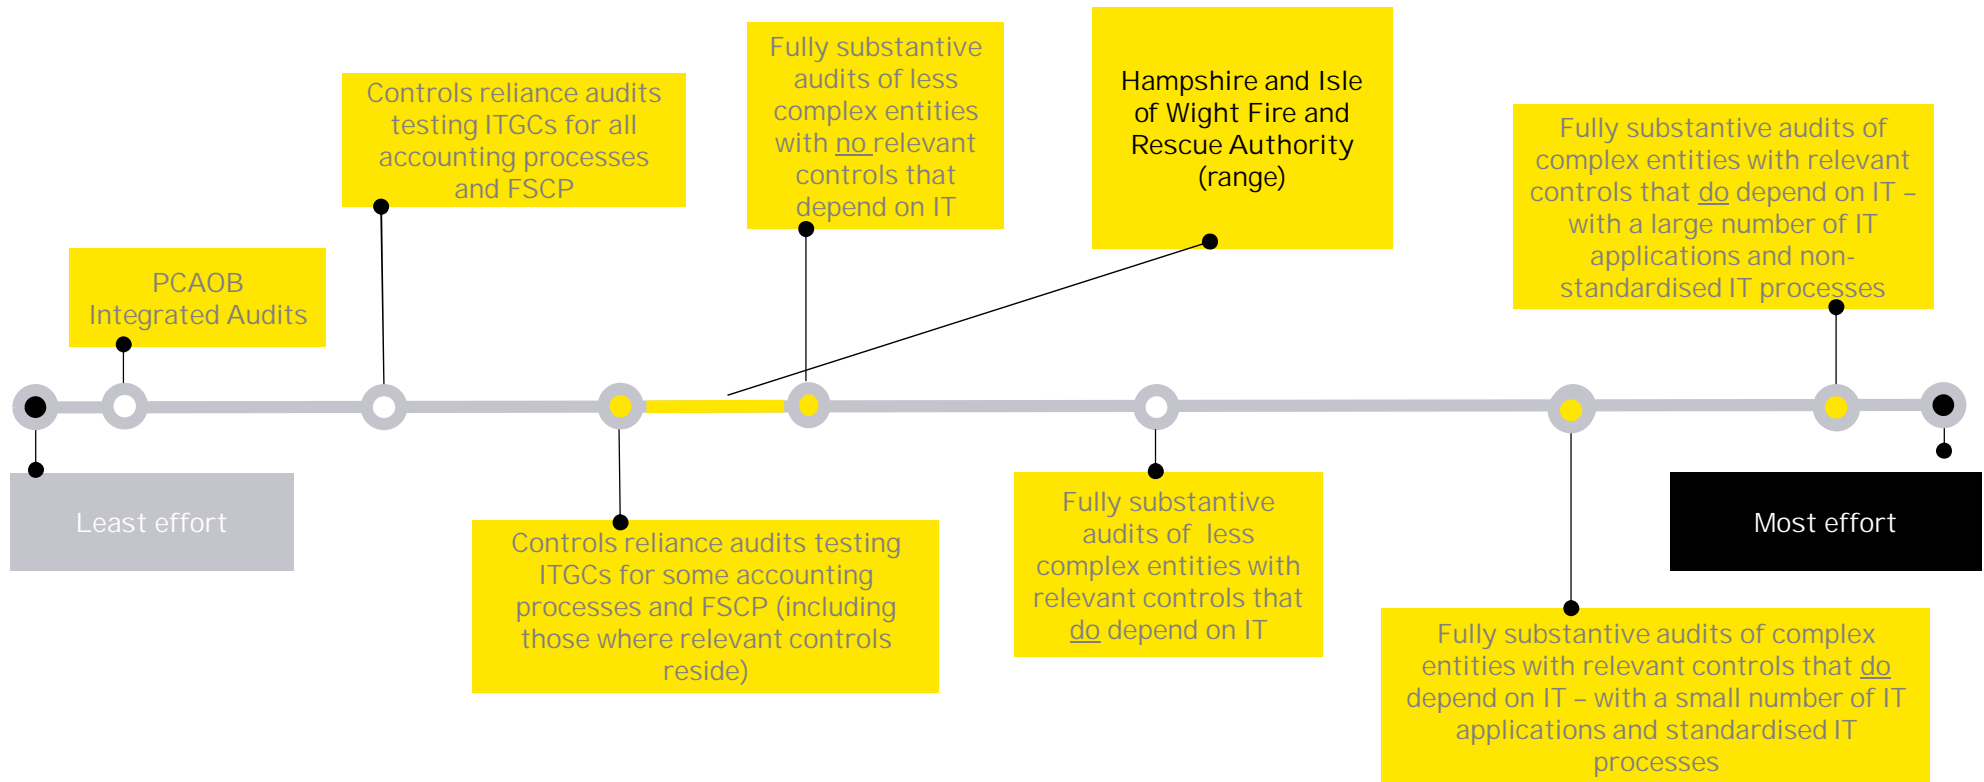 PCAOB
Integrated Audits
Controls reliance audits
testing ITGCs for all
accounting processes
and FSCP
Fully substantive
audits of less
complex entities
with no relevant
controls that
depend on IT
Hampshire and Isle
of Wight Fire and
Rescue Authority
(range)
Fully substantive audits of
complex entities with relevant
controls that do depend on IT –
with a large number of IT
applications and non-
standardised IT processes
Least effort
Controls reliance audits testing
ITGCs for some accounting
processes and FSCP (including
those where relevant controls
reside)
Fully substantive
audits of less
complex entities with
relevant controls that
do depend on IT
Fully substantive audits of complex
entities with relevant controls that do
depend on IT – with a small number of IT
applications and standardised IT
processes
Most effort